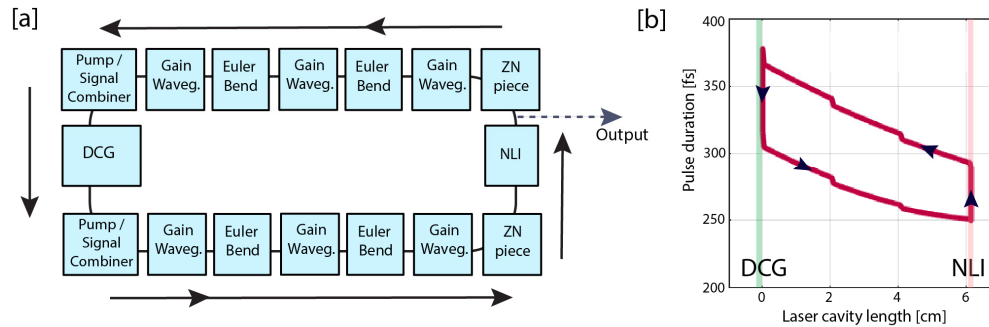 [a]
Pump /
Signal
Combiner
Gain
Waveg.
Euler
Bend
Gain
Waveg.
Euler
Bend
Gain
Waveg.
ZN
piece
DCG
NLI
Output
Pump /
Signal
Combiner
Gain
Waveg.
Euler
Bend
Gain
Waveg.
Euler
Bend
Gain
Waveg.
ZN
piece
[b]
Pulse duration [fs]
400
350
300
250
200
DCG
NLI
0
2
4
6
Laser cavity length [cm]